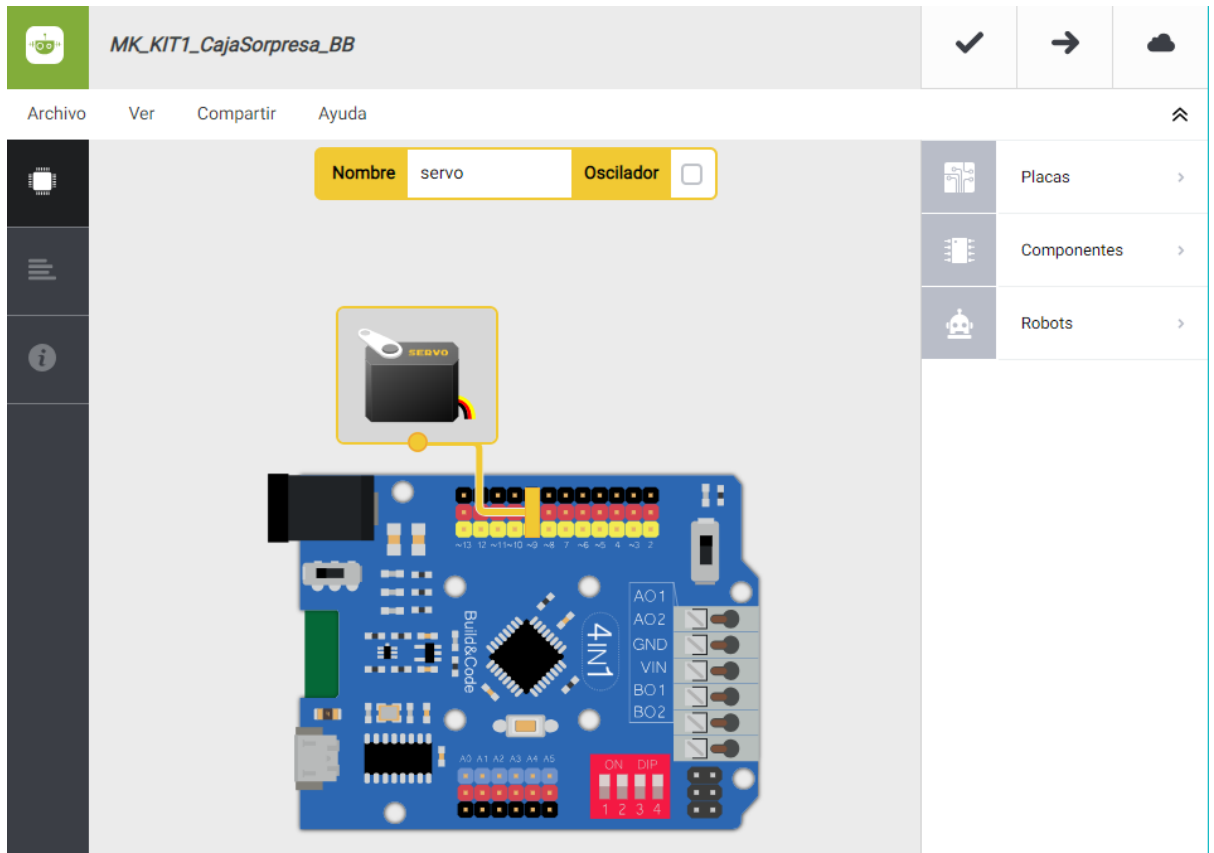 MK_KIT1_CajaSorpresa_BB
Archivo Ver Compartir Ayuda
Nombre servo Oscilador
Placas
Componentes
Robots
SERVO
~13 12 ~11 ~10 ~9 ~8 7 ~6 ~5 4 ~3 2
AO1
AO2
GND
VIN
BO1
BO2
Build&Code
4IN1
A0 A1 A2 A3 A4 A5
ON DIP
1 2 3 4